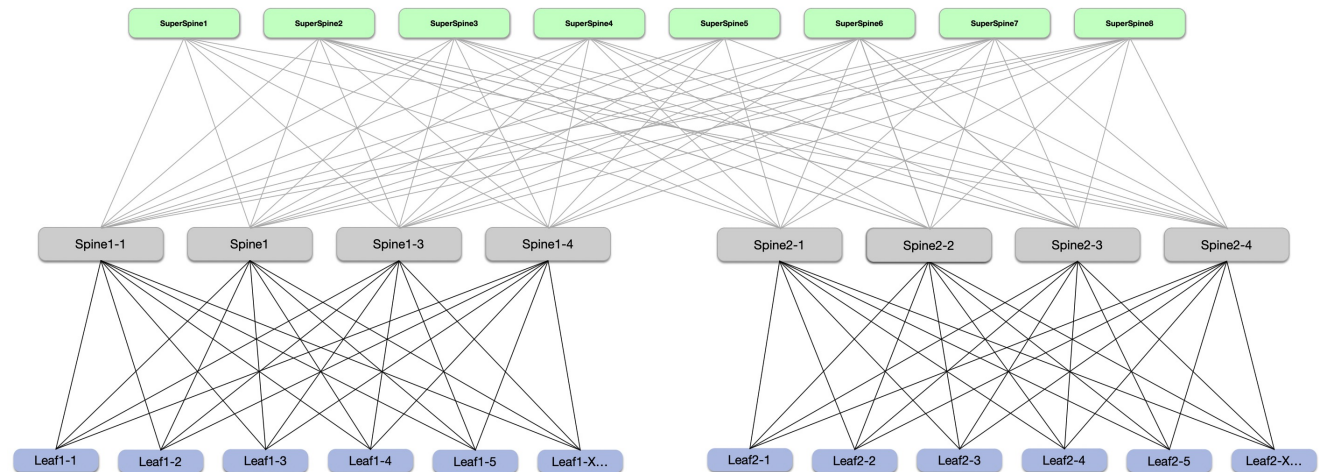 SuperSpine1
SuperSpine2
SuperSpine3
SuperSpine4
SuperSpine5
SuperSpine6
SuperSpine7
SuperSpine8
Spine1-1
Spine1
Spine1-3
Spine1-4
Spine2-1
Spine2-2
Spine2-3
Spine2-4
Leaf1-1
Leaf1-2
Leaf1-3
Leaf1-4
Leaf1-5
Leaf1-X...
Leaf2-1
Leaf2-2
Leaf2-3
Leaf2-4
Leaf2-5
Leaf2-X...